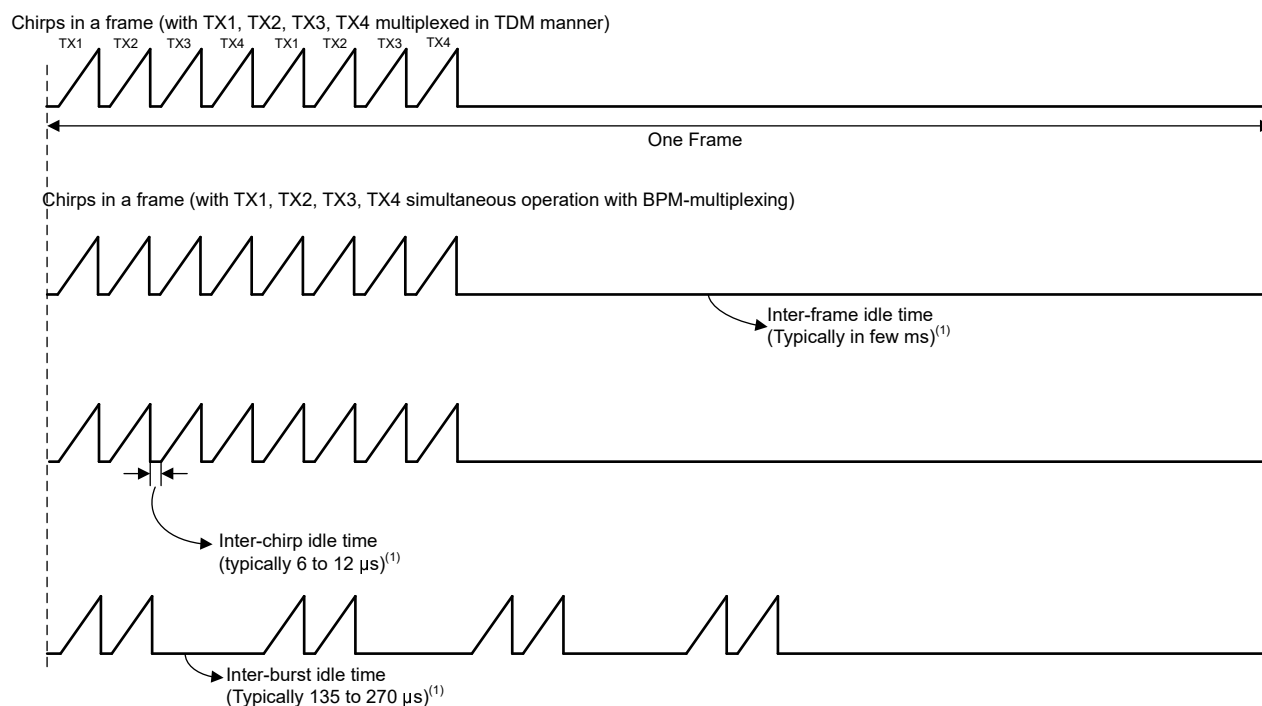 Chirps in a frame (with TX1, TX2, TX3, TX4 multiplexed in TDM manner)
TX1 TX2 TX3 TX4 TX1 TX2 TX3 TX4
One Frame
Chirps in a frame (with TX1, TX2, TX3, TX4 simultaneous operation with BPM-multiplexing)
Inter-frame idle time
(Typically in few ms)(1)
Inter-chirp idle time
(typically 6 to 12 µs)(1)
Inter-burst idle time
(Typically 135 to 270 µs)(1)